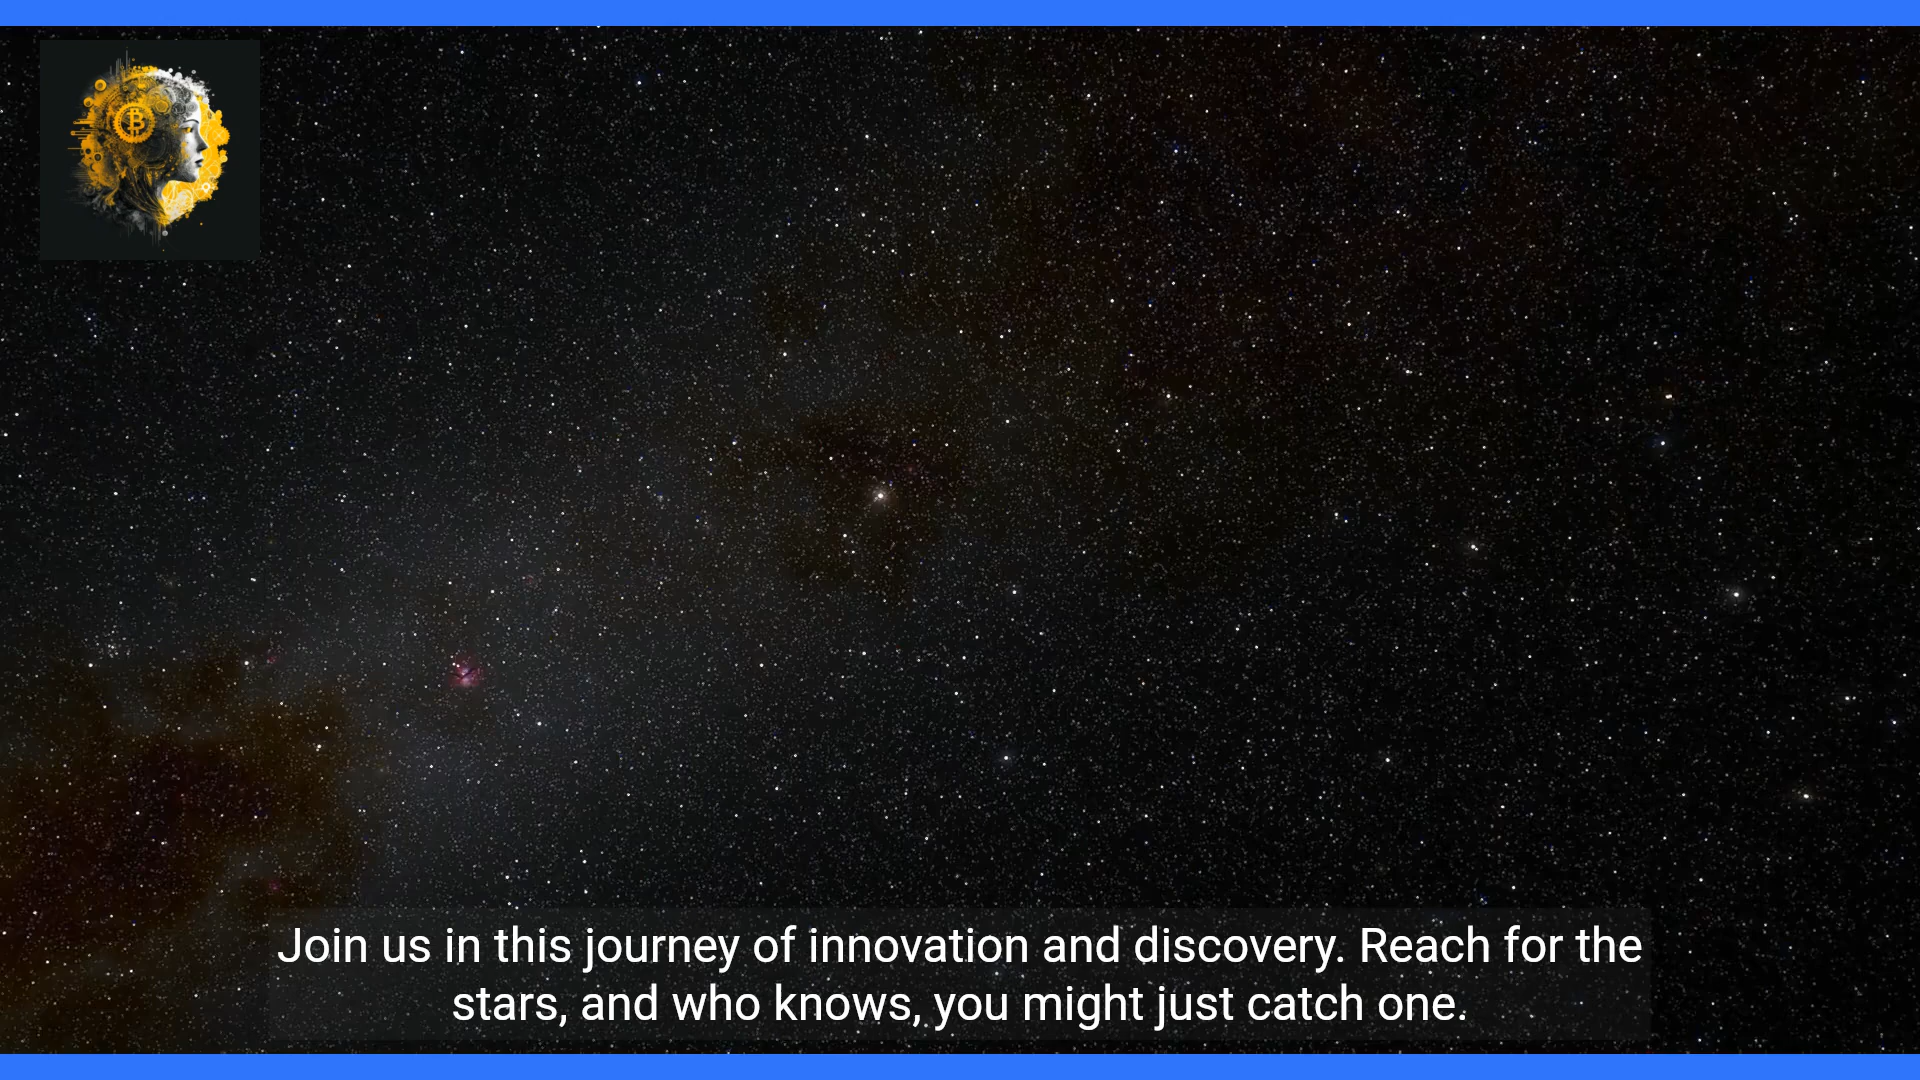 Join us in this journey of innovation and discovery. Reach for the
stars, and who knows, you might just catch one.